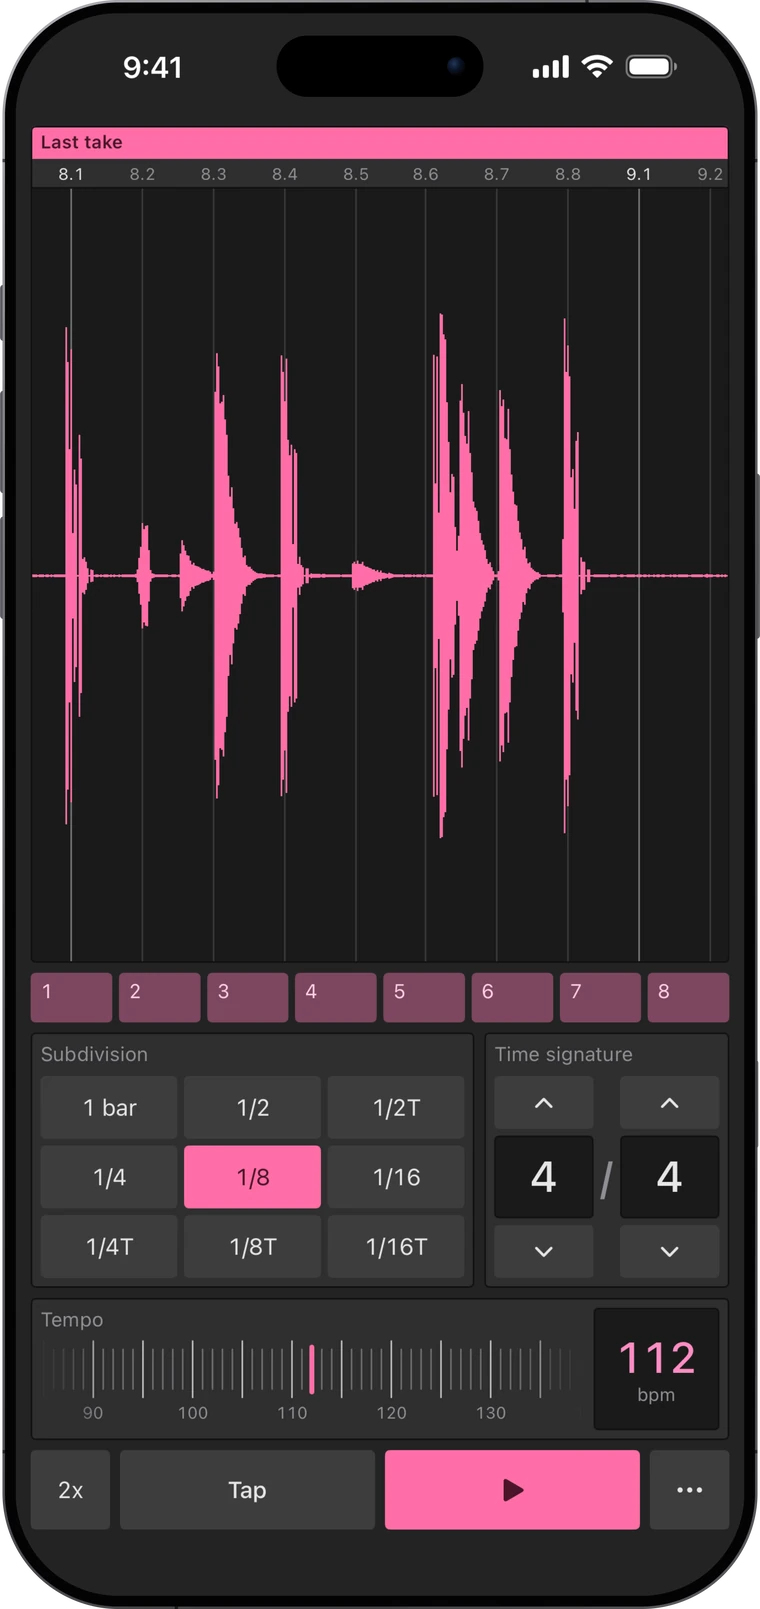 9:41
Last take
8.1 8.2 8.3 8.4 8.5 8.6 8.7 8.8 9.1 9.2
1 2 3 4 5 6 7 8
Subdivision
1 bar 1/2 1/2T
1/4 1/8 1/16
1/4T 1/8T 1/16T
Time signature
4 / 4
Tempo
90 100 110 120 130
112
bpm
2x Tap